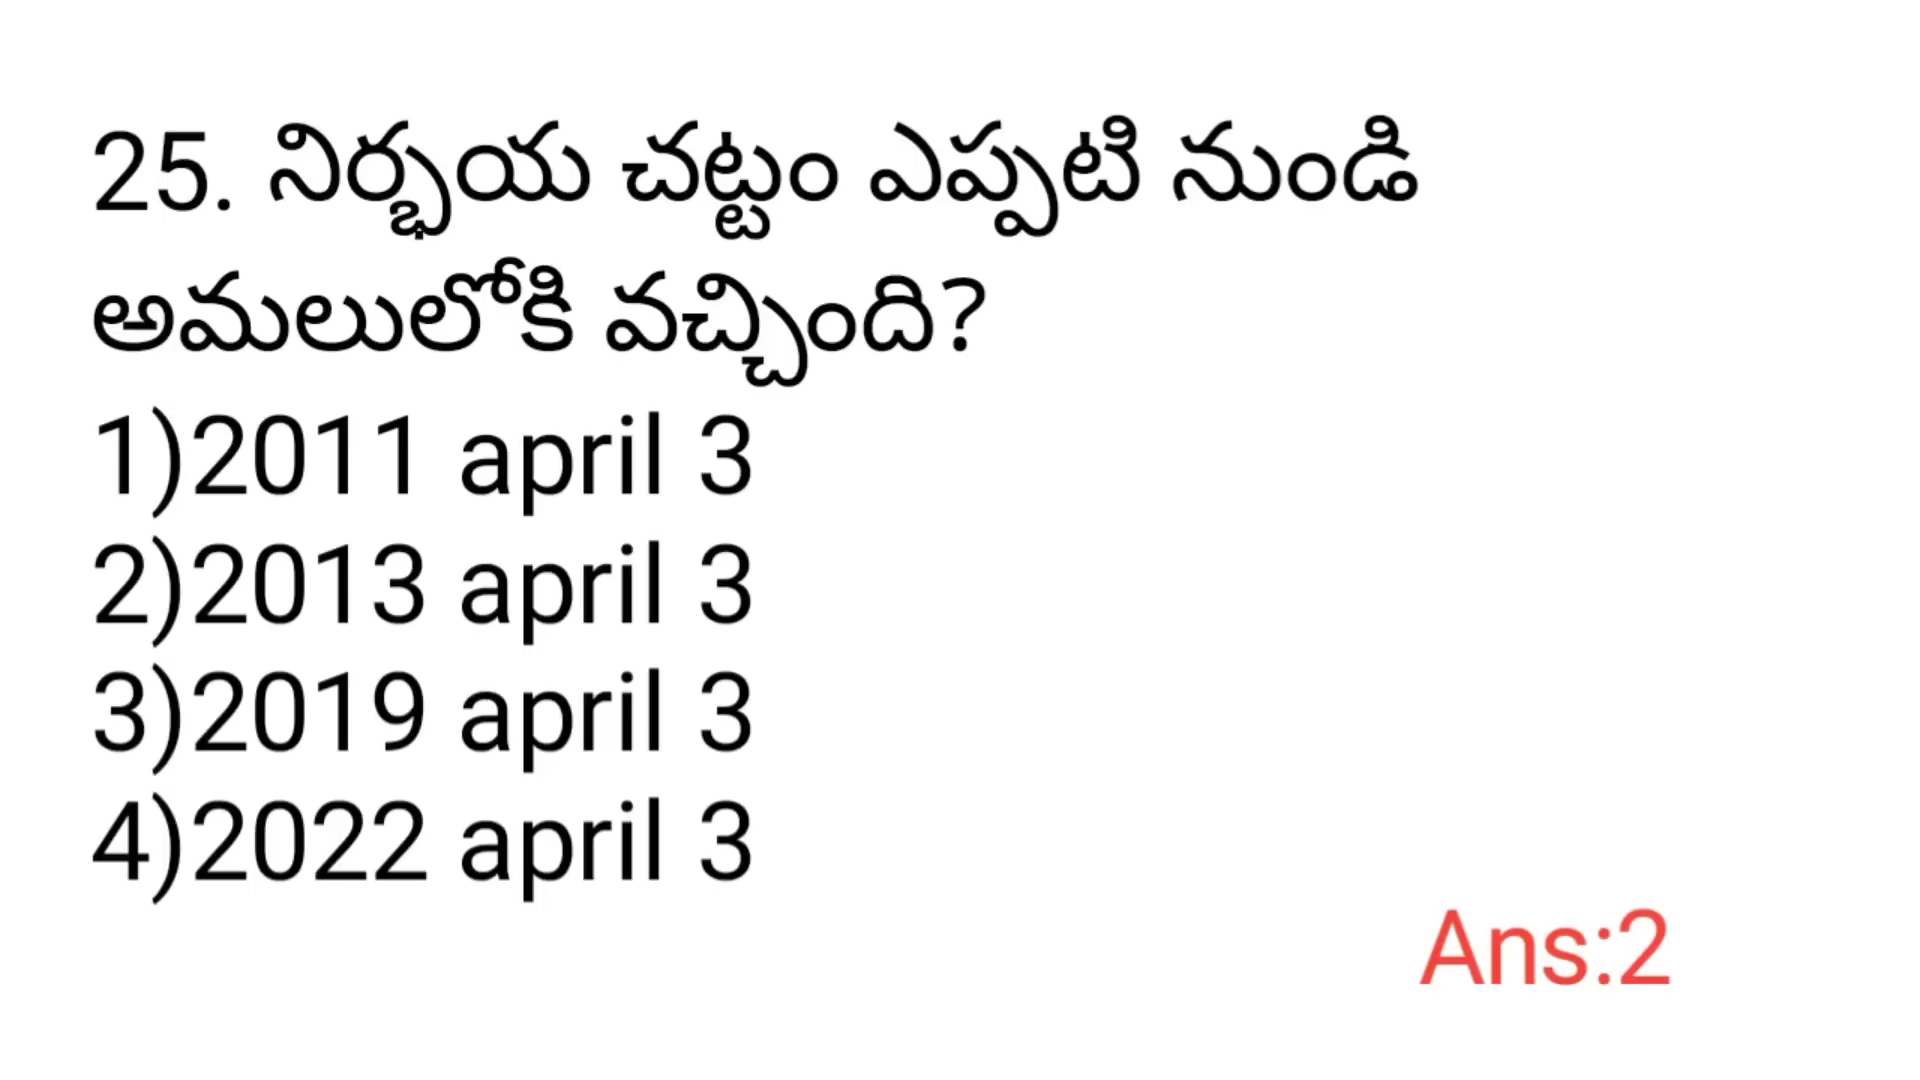 25. నిర్భయ చట్టం ఎప్పటి నుండి
అమలులోకి వచ్చింది?
1)2011 april 3
2)2013 april 3
3)2019 april 3
4)2022 april 3
Ans:2